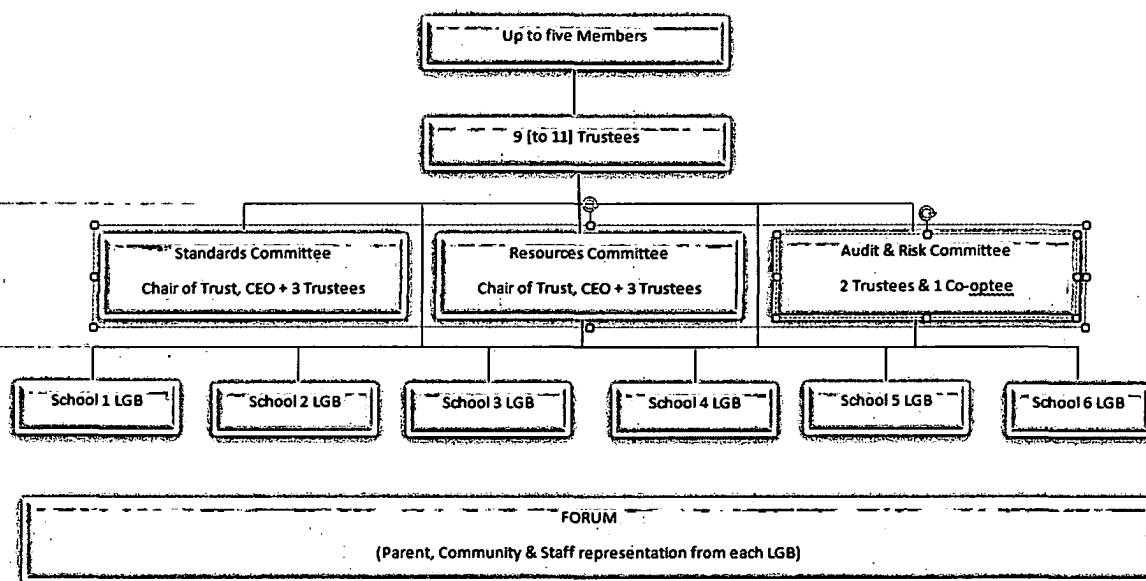 Up to five Members
9 [to 11] Trustees
Standards Committee
Chair of Trust, CEO + 3 Trustees
Resources Committee
Chair of Trust, CEO + 3 Trustees
Audit & Risk Committee
2 Trustees & 1 Co-optee
School 1 LGB
School 2 LGB
School 3 LGB
School 4 LGB
School 5 LGB
School 6 LGB
FORUM
(Parent, Community & Staff representation from each LGB)